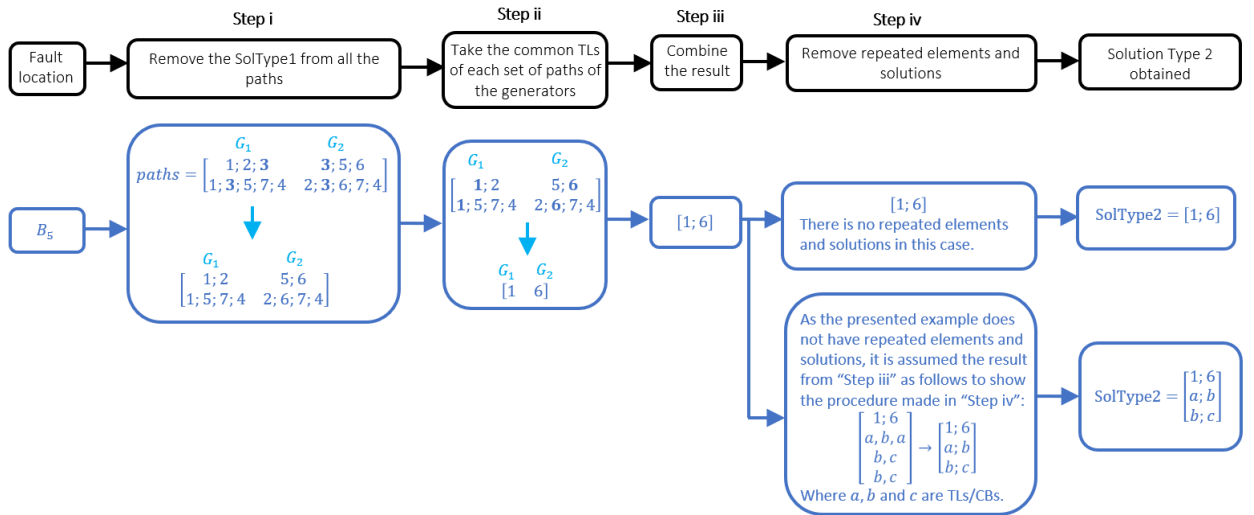 Step i
Step ii
Step iii
Step iv
Fault
location
Remove the SolType1 from all the
paths
Take the common TLs
of each set of paths of
the generators
Combine
the result
Remove repeated elements and
solutions
Solution Type 2
obtained
B₅
G₁ G₂
paths = [1; 2; 3 3; 5; 6
1; 3; 5; 7; 4 2; 3; 6; 7; 4]
G₁ G₂
[1; 2 5; 6
1; 5; 7; 4 2; 6; 7; 4]
G₁ G₂
[1; 2 5; 6
1; 5; 7; 4 2; 6; 7; 4]
G₁ G₂
[1 6]
[1; 6]
[1; 6]
There is no repeated elements
and solutions in this case.
SolType2 = [1; 6]
As the presented example does
not have repeated elements and
solutions, it is assumed the result
from “Step iii” as follows to show
the procedure made in “Step iv”:
[1; 6
a, b, a
b, c
b, c] → [1; 6
a; b
b; c]
Where a, b and c are TLs/CBs.
SolType2 = [1; 6
a; b
b; c]